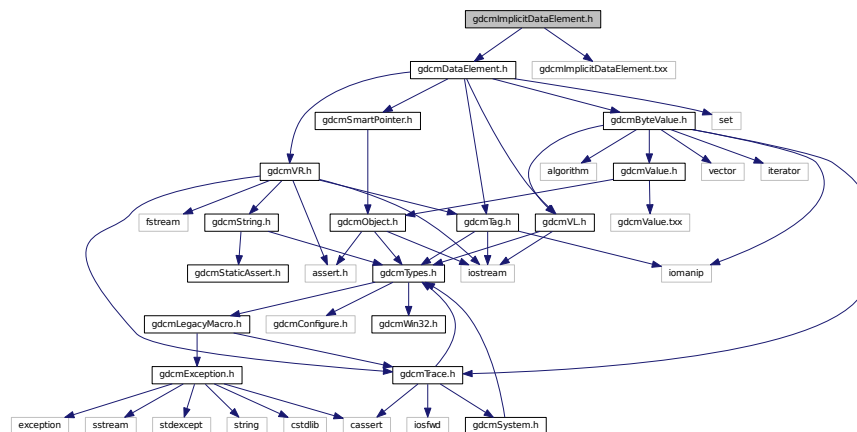 gdcmImplicitDataElement.h
gdcmDataElement.h
gdcmImplicitDataElement.txx
gdcmSmartPointer.h
gdcmByteValue.h
set
gdcmVR.h
algorithm
gdcmValue.h
vector
iterator
fstream
gdcmString.h
gdcmObject.h
gdcmTag.h
gdcmVL.h
gdcmValue.txx
gdcmStaticAssert.h
assert.h
gdcmTypes.h
iostream
iomanip
gdcmLegacyMacro.h
gdcmConfigure.h
gdcmWin32.h
gdcmException.h
gdcmTrace.h
exception
sstream
stdexcept
string
cstdlib
cassert
iosfwd
gdcmSystem.h